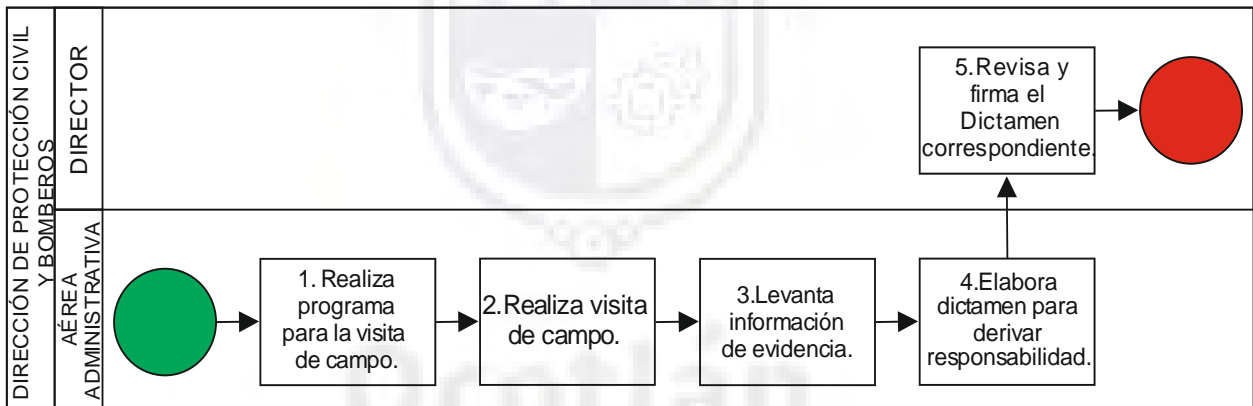 DIRECCIÓN DE PROTECCIÓN CIVIL
Y BOMBEROS
DIRECTOR
5.Revisa y
firma el
Dictamen
correspondiente.
AÉREA
ADMINISTRATIVA
1. Realiza
programa
para la visita
de campo.
2.Realiza visita
de campo.
3.Levanta
información
de evidencia.
4.Elabora
dictamen para
derivar
responsabilidad.
Ocotlán